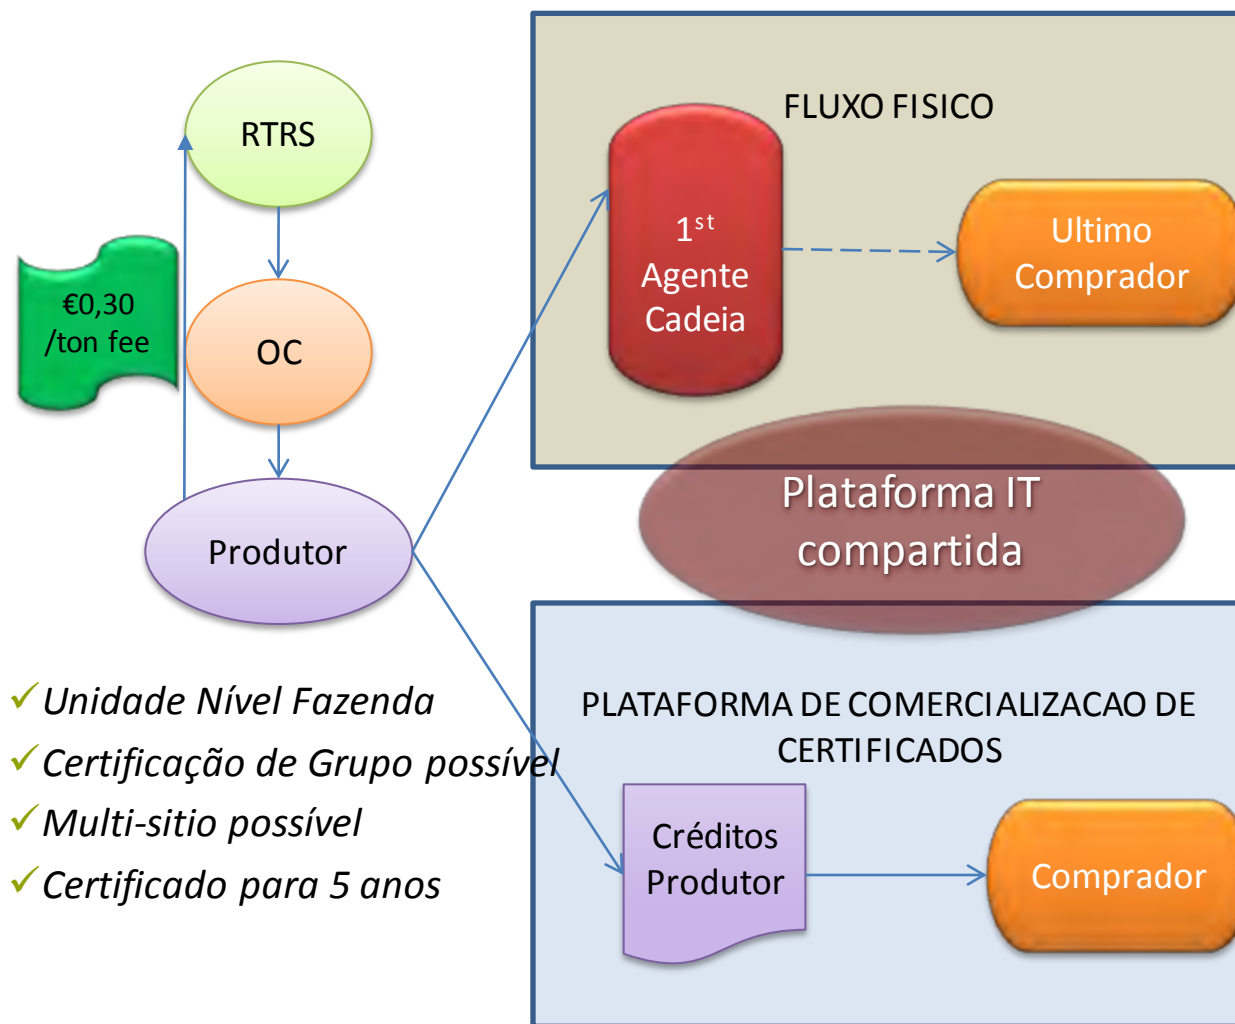 RTRS
€0,30
/ton fee
OC
Produtor
FLUXO FISICO
1st
Agente
Cadeia
Ultimo
Comprador
Plataforma IT
compartida
PLATAFORMA DE COMERCIALIZACAO DE
CERTIFICADOS
Créditos
Produtor
Comprador
✓ Unidade Nível Fazenda
✓ Certificação de Grupo possível
✓ Multi-sitio possível
✓ Certificado para 5 anos